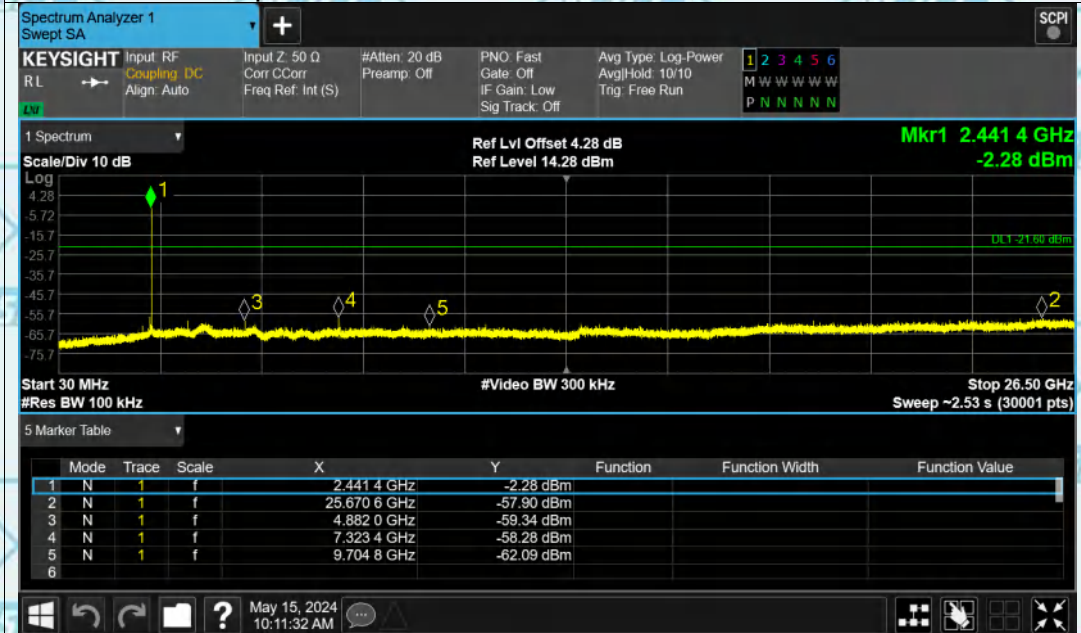 Spectrum Analyzer 1
Swept SA
+
SCPI
KEYSIGHT
RL
LXI
Input: RF
Coupling: DC
Align: Auto
Input Z: 50 Ω
Corr CCorr
Freq Ref: Int (S)
#Atten: 20 dB
Preamp: Off
PNO: Fast
Gate: Off
IF Gain: Low
Sig Track: Off
Avg Type: Log-Power
Avg|Hold: 10/10
Trig: Free Run
1 2 3 4 5 6
M W W W W W
P N N N N N
1 Spectrum
Scale/Div 10 dB
Ref Lvl Offset 4.28 dB
Ref Level 14.28 dBm
Mkr1 2.441 4 GHz
-2.28 dBm
Log
4.28
-5.72
-15.7
-25.7
-35.7
-45.7
-55.7
-65.7
-75.7
1
DL1 -21.60 dBm
3
4
5
2
Start 30 MHz
#Res BW 100 kHz
#Video BW 300 kHz
Stop 26.50 GHz
Sweep ~2.53 s (30001 pts)
5 Marker Table
Mode Trace Scale X Y Function Function Width Function Value
1 N 1 f 2.441 4 GHz -2.28 dBm
2 N 1 f 25.670 6 GHz -57.90 dBm
3 N 1 f 4.882 0 GHz -59.34 dBm
4 N 1 f 7.323 4 GHz -58.28 dBm
5 N 1 f 9.704 8 GHz -62.09 dBm
6
?
May 15, 2024
10:11:32 AM